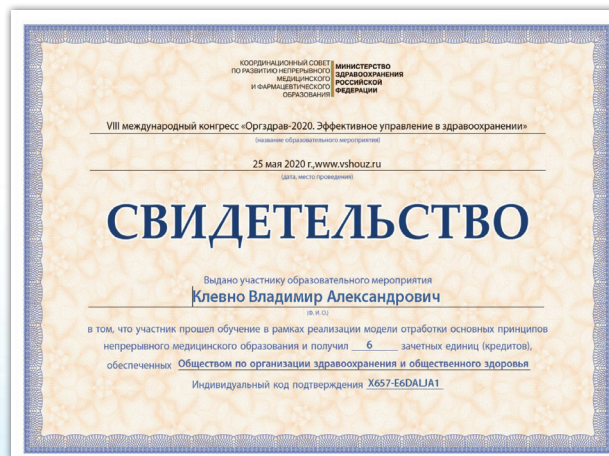 КООРДИНАЦИОННЫЙ СОВЕТ
ПО РАЗВИТИЮ НЕПРЕРЫВНОГО
МЕДИЦИНСКОГО
И ФАРМАЦЕВТИЧЕСКОГО
ОБРАЗОВАНИЯ
МИНИСТЕРСТВО
ЗДРАВООХРАНЕНИЯ
РОССИЙСКОЙ
ФЕДЕРАЦИИ
VIII международный конгресс «Оргздрав-2020. Эффективное управление в здравоохранении»
(название образовательного мероприятия)
25 мая 2020 г.,www.vshouz.ru
(дата, место проведения)
СВИДЕТЕЛЬСТВО
Выдано участнику образовательного мероприятия
Клевно Владимир Александрович
(Ф. И. О.)
в том, что участник прошел обучение в рамках реализации модели отработки основных принципов
непрерывного медицинского образования и получил 6 зачетных единиц (кредитов),
обеспеченных Обществом по организации здравоохранения и общественного здоровья
Индивидуальный код подтверждения X657-E6DALJA1